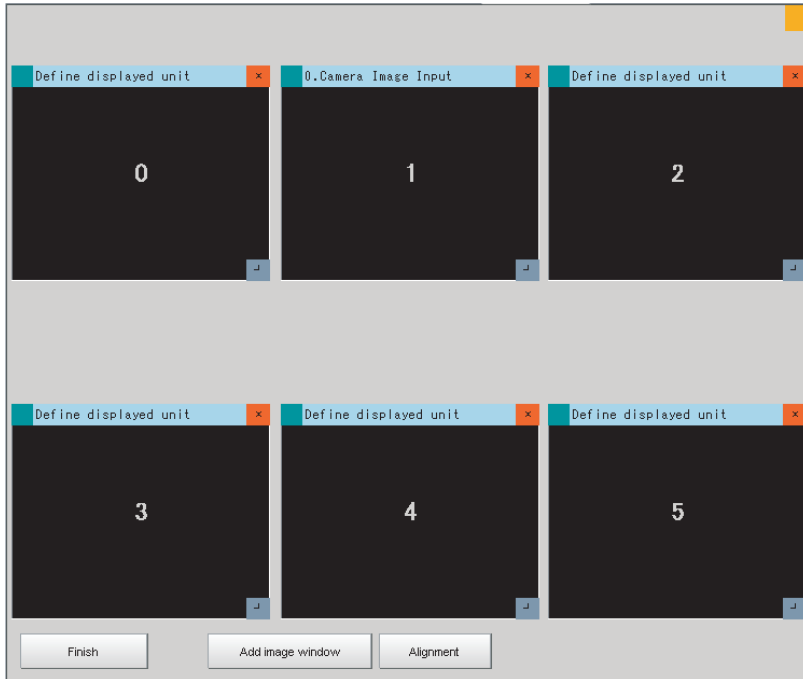 Define displayed unit ×
0.Camera Image Input ×
Define displayed unit ×
0
1
2
Define displayed unit ×
Define displayed unit ×
Define displayed unit ×
3
4
5
Finish
Add image window
Alignment